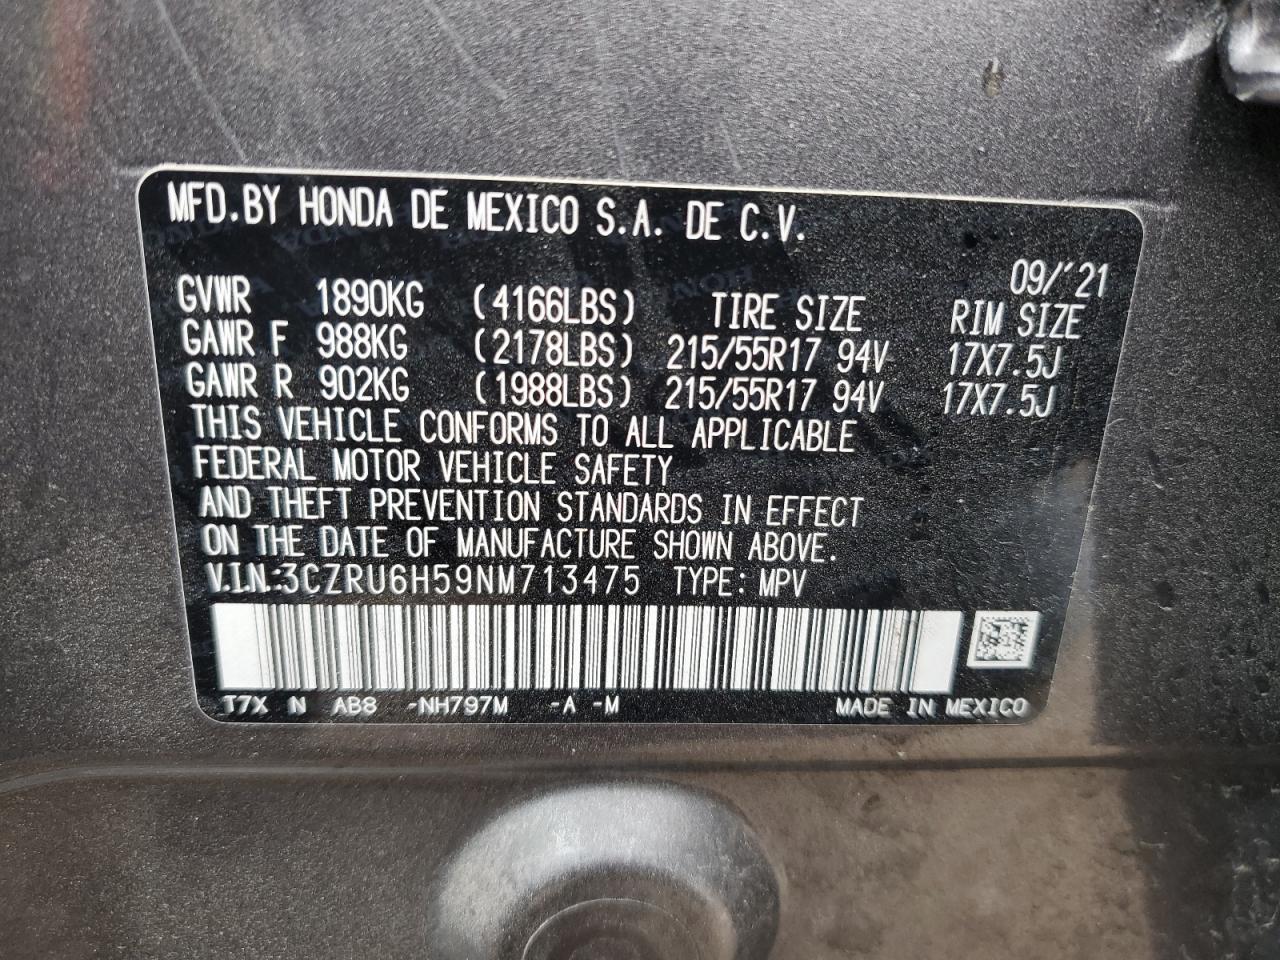 MFD.BY HONDA DE MEXICO S.A. DE C.V.
09/'21
GVWR 1890KG (4166LBS) TIRE SIZE RIM SIZE
GAWR F 988KG (2178LBS) 215/55R17 94V 17X7.5J
GAWR R 902KG (1988LBS) 215/55R17 94V 17X7.5J
THIS VEHICLE CONFORMS TO ALL APPLICABLE
FEDERAL MOTOR VEHICLE SAFETY
AND THEFT PREVENTION STANDARDS IN EFFECT
ON THE DATE OF MANUFACTURE SHOWN ABOVE.
V.I.N.:3CZRU6H59NM713475 TYPE: MPV
T7X N AB8 -NH797M -A -M MADE IN MEXICO